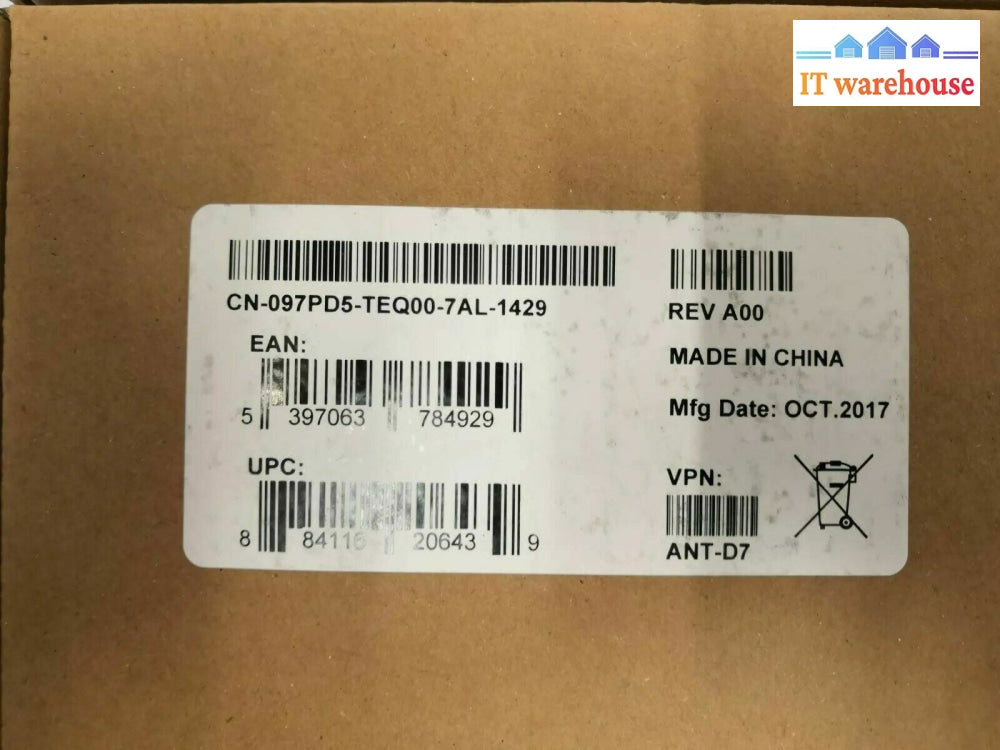 IT warehouse
CN-097PD5-TEQ00-7AL-1429
REV A00
EAN:
MADE IN CHINA
5 397063 784929
Mfg Date: OCT.2017
UPC:
VPN:
8 84116 20643 9
ANT-D7